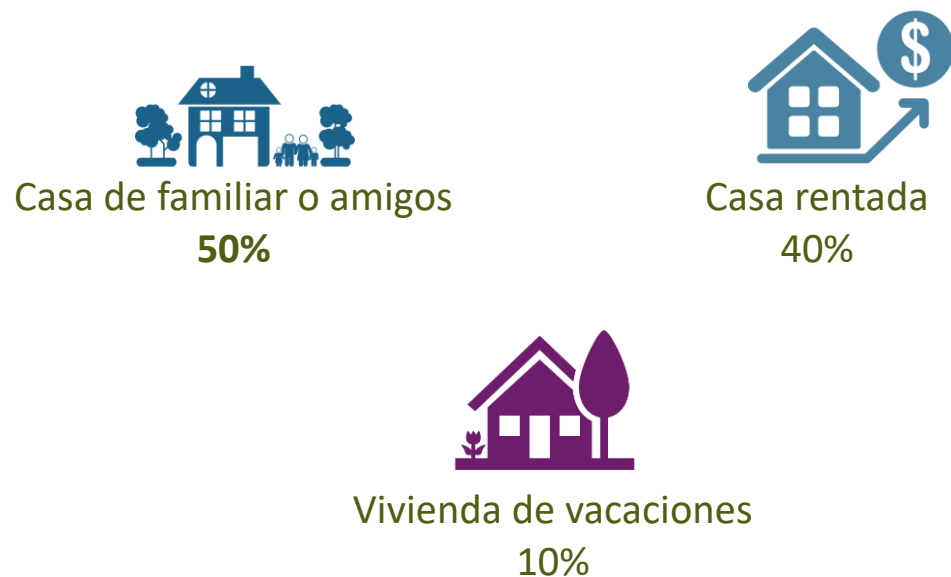 $
Casa de familiar o amigos
50%
Casa rentada
40%
Vivienda de vacaciones
10%